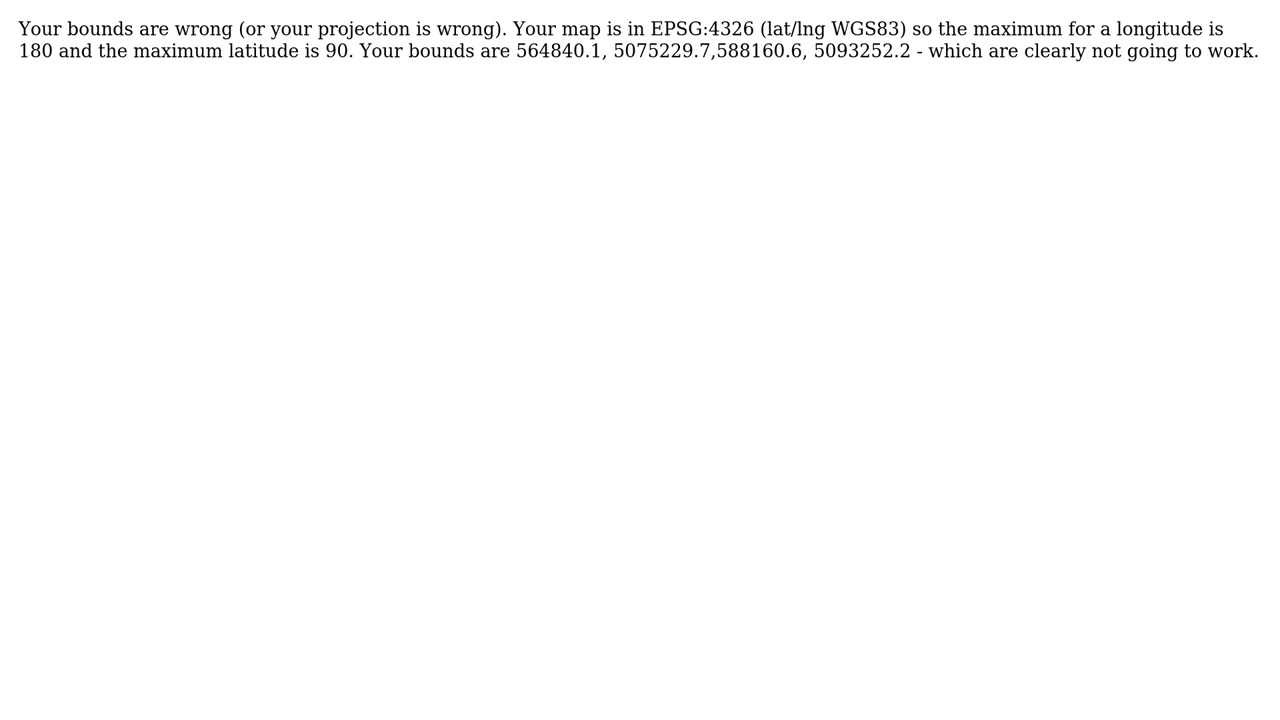 Your bounds are wrong (or your projection is wrong). Your map is in EPSG:4326 (lat/lng WGS83) so the maximum for a longitude is
180 and the maximum latitude is 90. Your bounds are 564840.1, 5075229.7,588160.6, 5093252.2 - which are clearly not going to work.